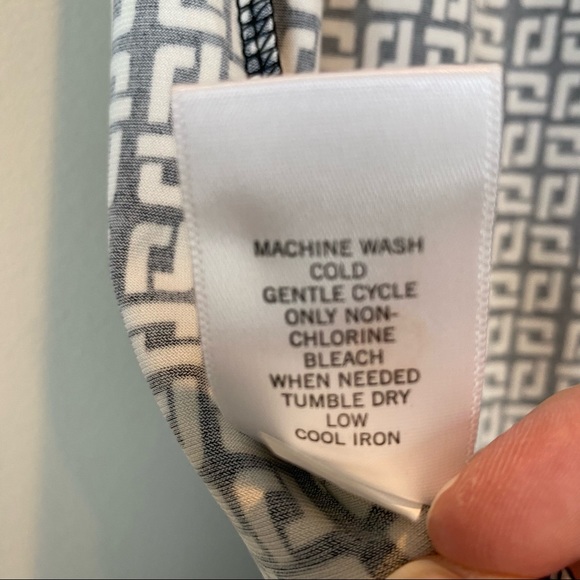 MACHINE WASH
COLD
GENTLE CYCLE
ONLY NON-
CHLORINE
BLEACH
WHEN NEEDED
TUMBLE DRY
LOW
COOL IRON